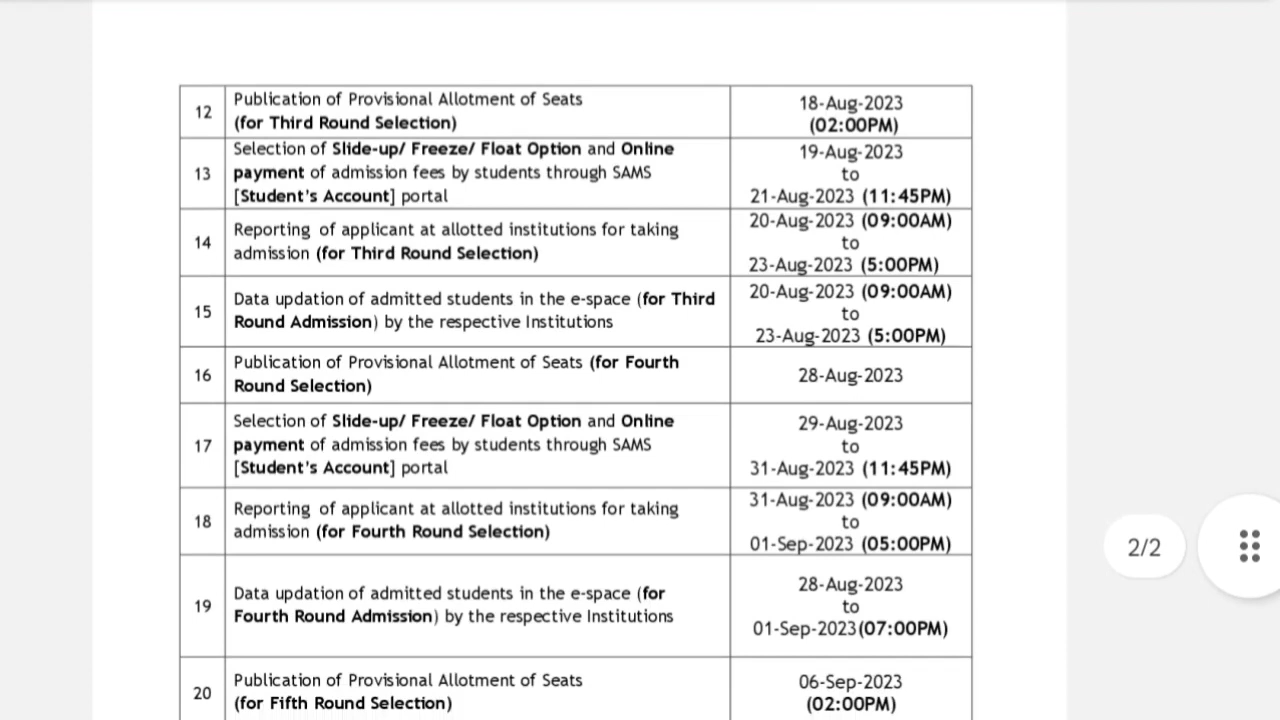 12
Publication of Provisional Allotment of Seats
(for Third Round Selection)
18-Aug-2023
(02:00PM)
13
Selection of Slide-up/ Freeze/ Float Option and Online
payment of admission fees by students through SAMS
[Student's Account] portal
19-Aug-2023
to
21-Aug-2023 (11:45PM)
14
Reporting of applicant at allotted institutions for taking
admission (for Third Round Selection)
20-Aug-2023 (09:00AM)
to
23-Aug-2023 (5:00PM)
15
Data updation of admitted students in the e-space (for Third
Round Admission) by the respective Institutions
20-Aug-2023 (09:00AM)
to
23-Aug-2023 (5:00PM)
16
Publication of Provisional Allotment of Seats (for Fourth
Round Selection)
28-Aug-2023
17
Selection of Slide-up/ Freeze/ Float Option and Online
payment of admission fees by students through SAMS
[Student's Account] portal
29-Aug-2023
to
31-Aug-2023 (11:45PM)
18
Reporting of applicant at allotted institutions for taking
admission (for Fourth Round Selection)
31-Aug-2023 (09:00AM)
to
01-Sep-2023 (05:00PM)
19
Data updation of admitted students in the e-space (for
Fourth Round Admission) by the respective Institutions
28-Aug-2023
to
01-Sep-2023(07:00PM)
20
Publication of Provisional Allotment of Seats
(for Fifth Round Selection)
06-Sep-2023
(02:00PM)
2/2